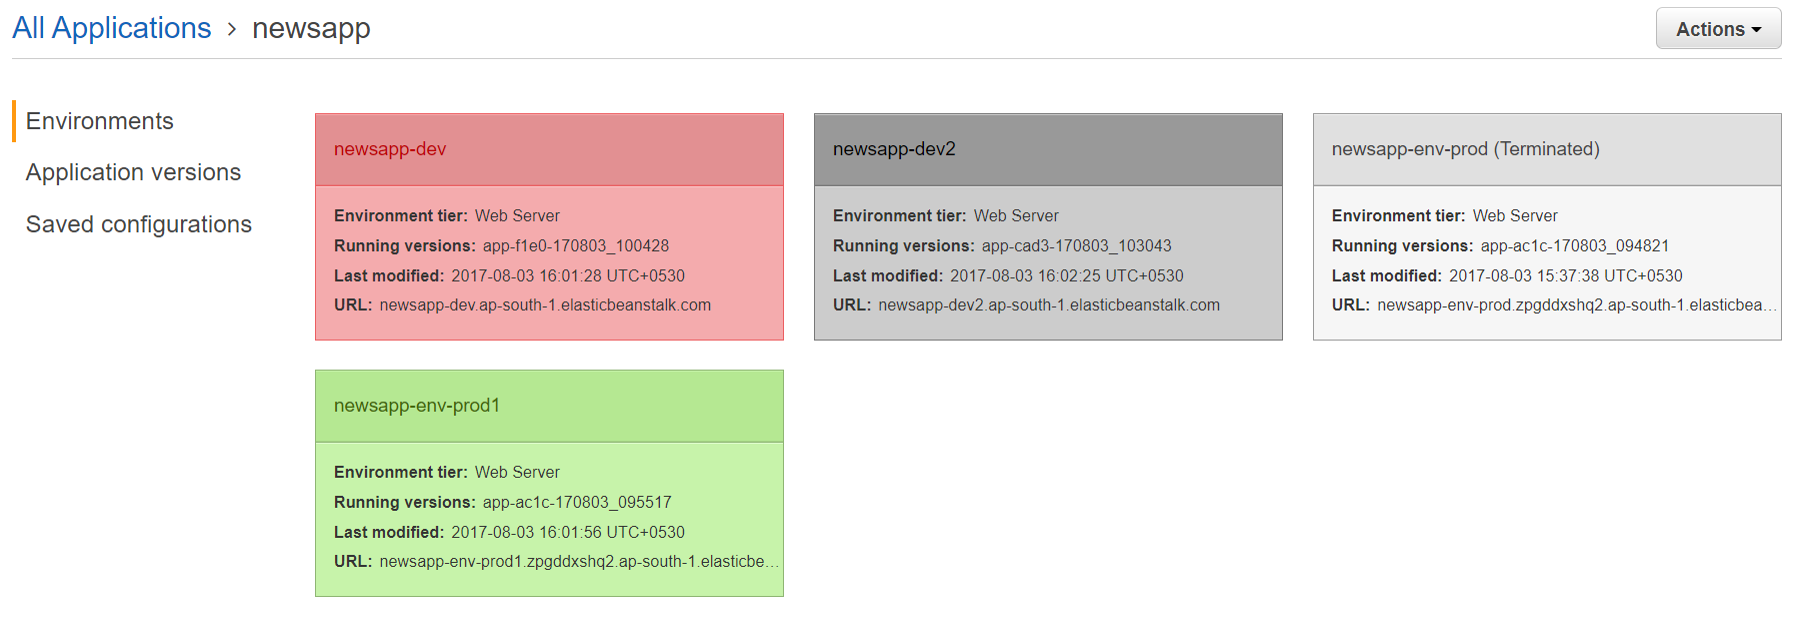 All Applications › newsapp
Actions
Environments
Application versions
Saved configurations
newsapp-dev
Environment tier: Web Server
Running versions: app-f1e0-170803_100428
Last modified: 2017-08-03 16:01:28 UTC+0530
URL: newsapp-dev.ap-south-1.elasticbeanstalk.com
newsapp-dev2
Environment tier: Web Server
Running versions: app-cad3-170803_103043
Last modified: 2017-08-03 16:02:25 UTC+0530
URL: newsapp-dev2.ap-south-1.elasticbeanstalk.com
newsapp-env-prod (Terminated)
Environment tier: Web Server
Running versions: app-ac1c-170803_094821
Last modified: 2017-08-03 15:37:38 UTC+0530
URL: newsapp-env-prod.zpgddxshq2.ap-south-1.elasticbea...
newsapp-env-prod1
Environment tier: Web Server
Running versions: app-ac1c-170803_095517
Last modified: 2017-08-03 16:01:56 UTC+0530
URL: newsapp-env-prod1.zpgddxshq2.ap-south-1.elasticbe...